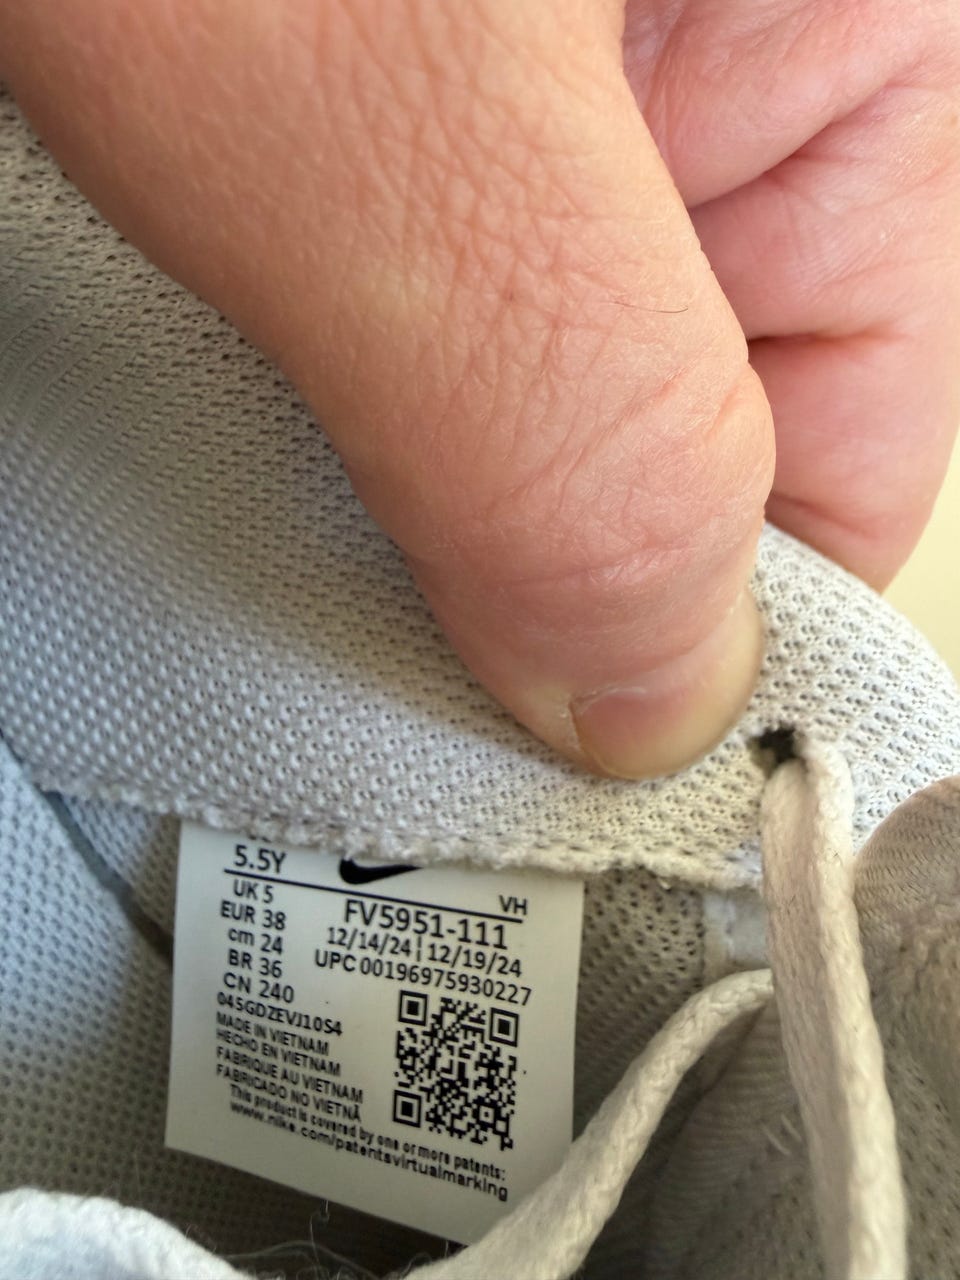 5.5Y
UK 5
EUR 38
cm 24
BR 36
CN 240
VH
FV5951-111
12/14/24 | 12/19/24
UPC 00196975930227
045GDZEVJ10S4
MADE IN VIETNAM
HECHO EN VIETNAM
FABRIQUE AU VIETNAM
FABRICADO NO VIETNÃ
This product is covered by one or more patents:
www.nike.com/patentsvirtualmarking